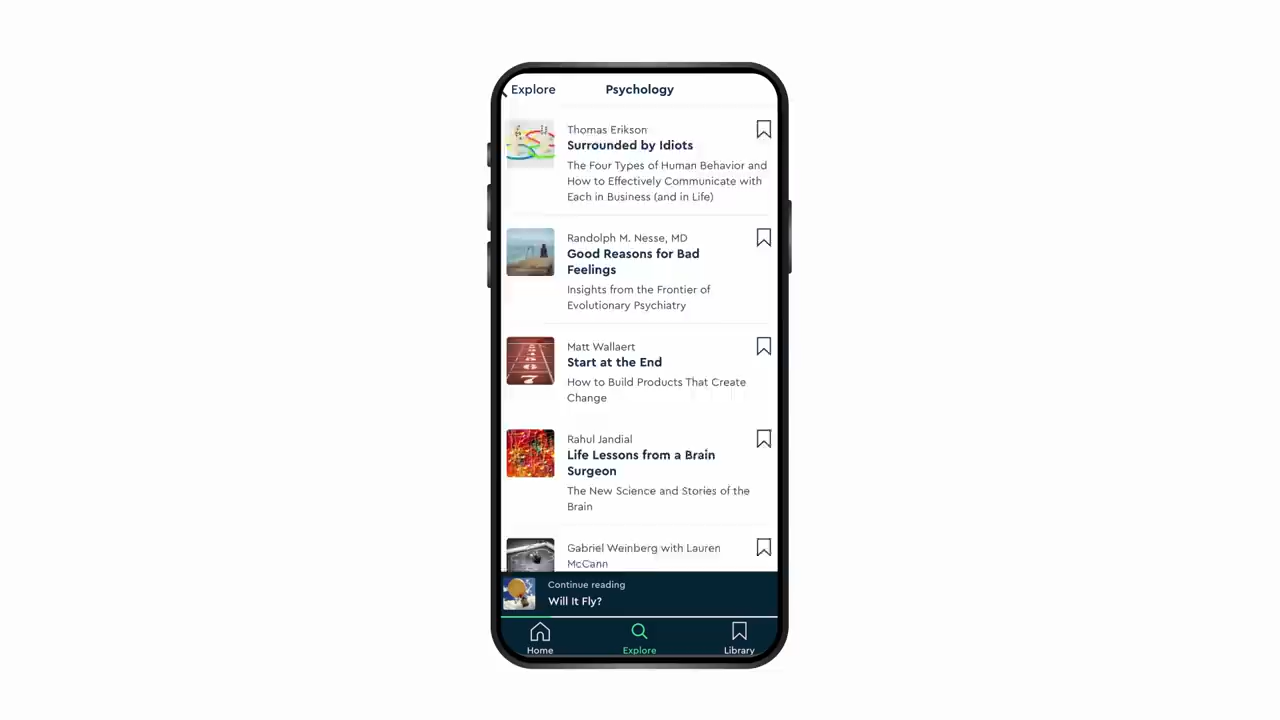 Explore
Psychology
Thomas Erikson
Surrounded by Idiots
The Four Types of Human Behavior and
How to Effectively Communicate with
Each in Business (and in Life)
Randolph M. Nesse, MD
Good Reasons for Bad
Feelings
Insights from the Frontier of
Evolutionary Psychiatry
Matt Wallaert
Start at the End
How to Build Products That Create
Change
Rahul Jandial
Life Lessons from a Brain
Surgeon
The New Science and Stories of the
Brain
Gabriel Weinberg with Lauren
McCann
Continue reading
Will It Fly?
Home
Explore
Library